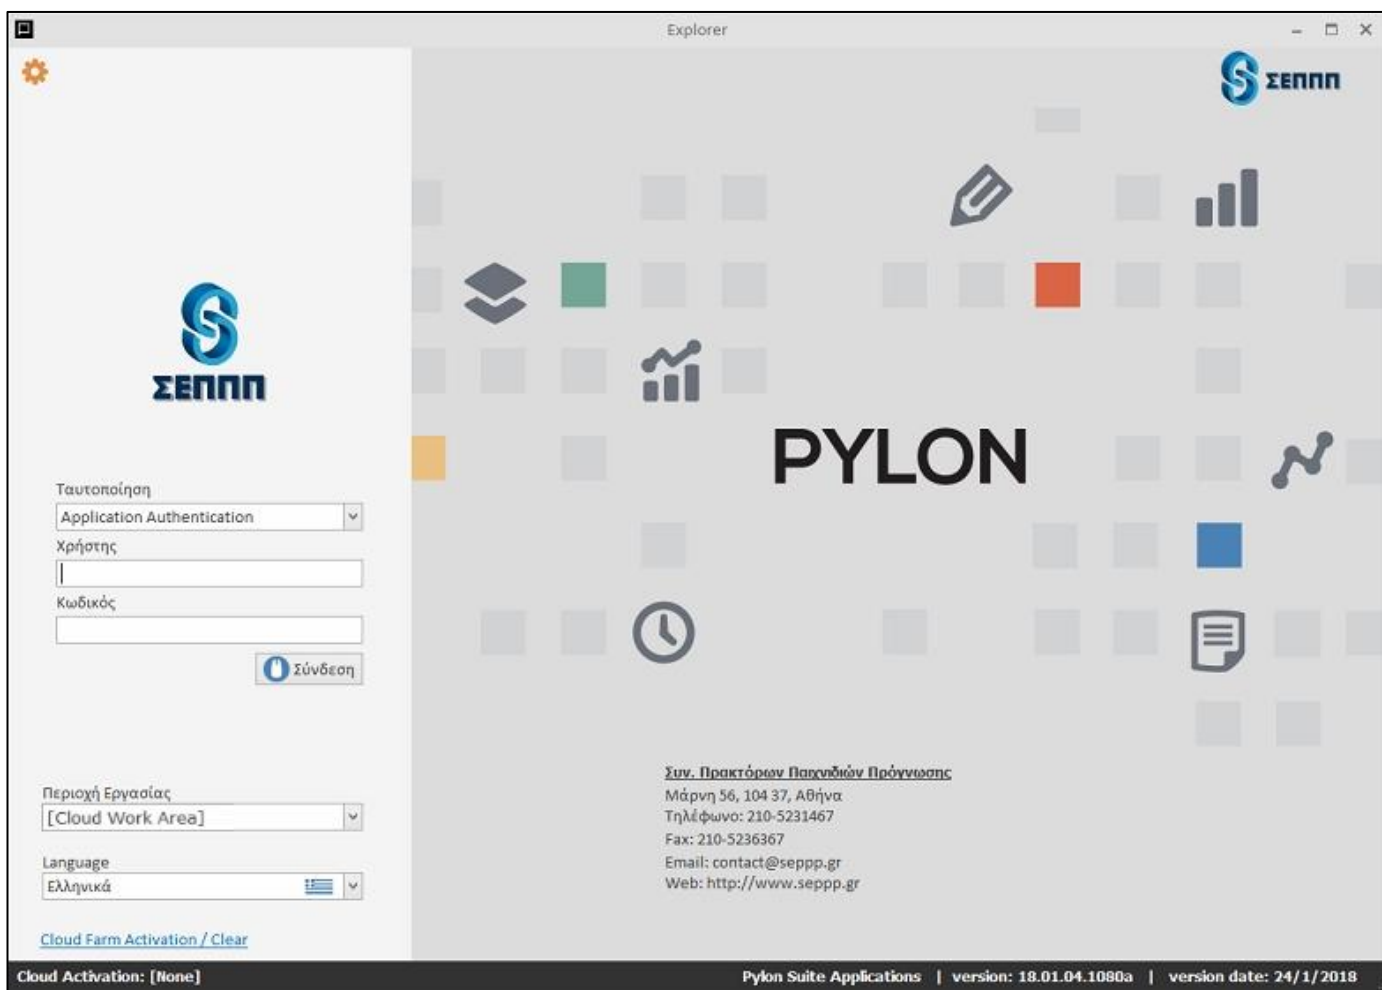 Explorer
ΣΕΠΠΠ
ΣΕΠΠΠ
PYLON
Ταυτοποίηση
Application Authentication
Χρήστης
Κωδικός
Σύνδεση
Περιοχή Εργασίας
[Cloud Work Area]
Language
Ελληνικά
Cloud Farm Activation / Clear
Συν. Πρακτόρων Παιχνιδιών Πρόγνωσης
Μάρνη 56, 104 37, Αθήνα
Τηλέφωνο: 210-5231467
Fax: 210-5236367
Email: contact@seppp.gr
Web: http://www.seppp.gr
Cloud Activation: [None]
Pylon Suite Applications | version: 18.01.04.1080a | version date: 24/1/2018